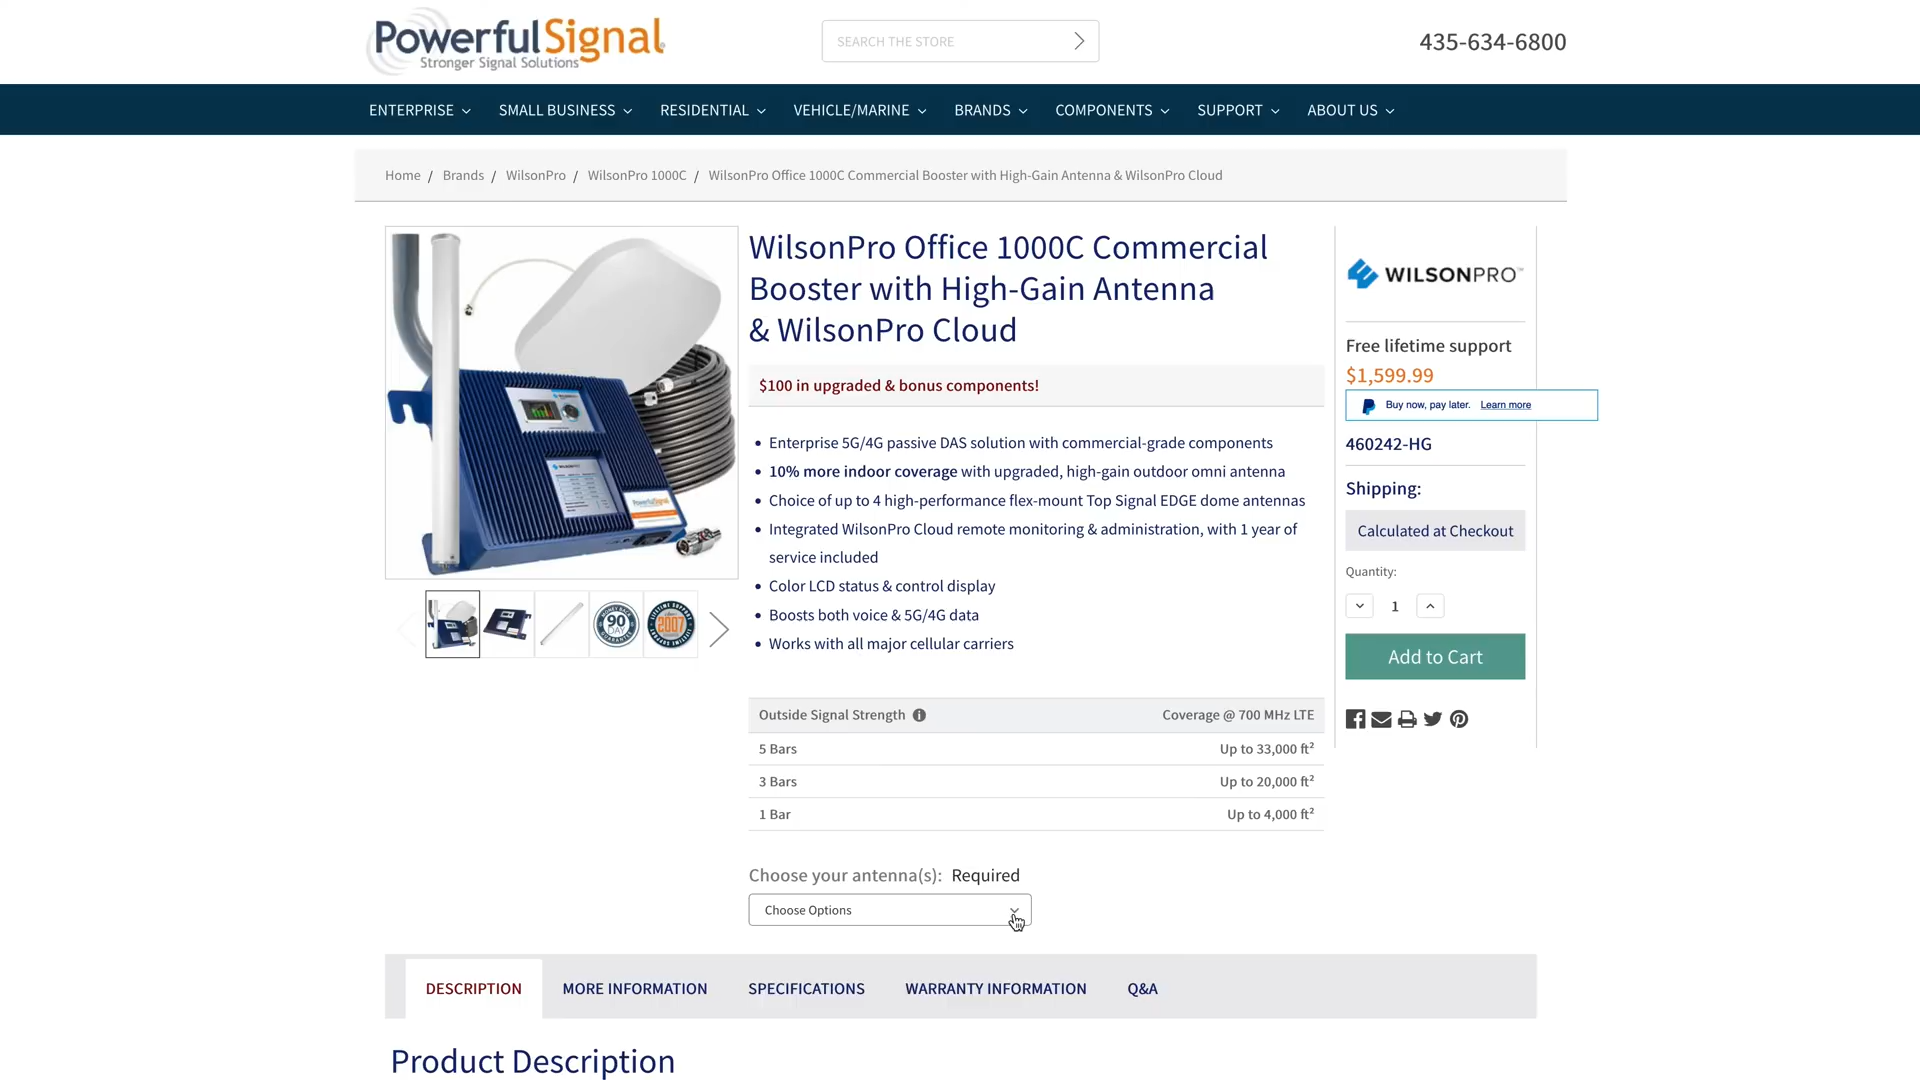 PowerfulSignal
Stronger Signal Solutions
SEARCH THE STORE
435-634-6800
ENTERPRISE
SMALL BUSINESS
RESIDENTIAL
VEHICLE/MARINE
BRANDS
COMPONENTS
SUPPORT
ABOUT US
Home / Brands / WilsonPro / WilsonPro 1000C / WilsonPro Office 1000C Commercial Booster with High-Gain Antenna & WilsonPro Cloud
WilsonPro Office 1000C Commercial
Booster with High-Gain Antenna
& WilsonPro Cloud
$100 in upgraded & bonus components!
• Enterprise 5G/4G passive DAS solution with commercial-grade components
• 10% more indoor coverage with upgraded, high-gain outdoor omni antenna
• Choice of up to 4 high-performance flex-mount Top Signal EDGE dome antennas
• Integrated WilsonPro Cloud remote monitoring & administration, with 1 year of
service included
• Color LCD status & control display
• Boosts both voice & 5G/4G data
• Works with all major cellular carriers
Outside Signal Strength Coverage @ 700 MHz LTE
5 Bars Up to 33,000 ft²
3 Bars Up to 20,000 ft²
1 Bar Up to 4,000 ft²
Choose your antenna(s): Required
Choose Options
WILSONPRO™
Free lifetime support
$1,599.99
Buy now, pay later. Learn more
460242-HG
Shipping:
Calculated at Checkout
Quantity:
1
Add to Cart
PowerfulSignal
90
2007
DESCRIPTION
MORE INFORMATION
SPECIFICATIONS
WARRANTY INFORMATION
Q&A
Product Description